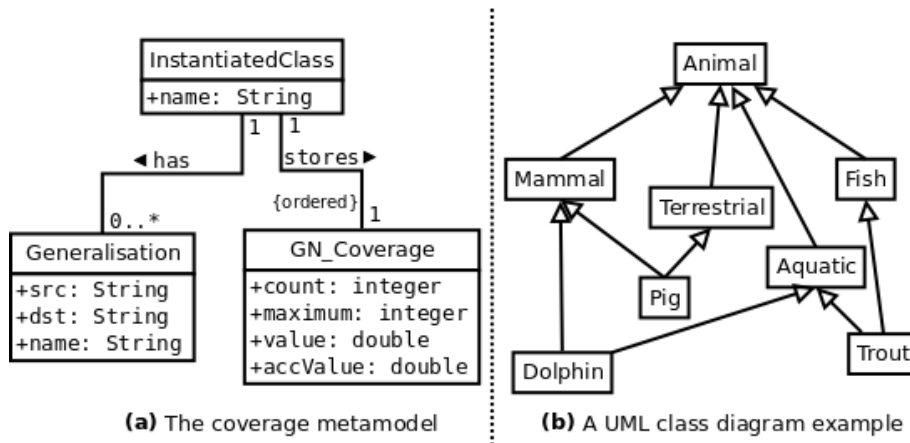 InstantiatedClass
+name: String
1
1
◄ has
stores ►
{ordered}
0..*
1
Generalisation
+src: String
+dst: String
+name: String
GN_Coverage
+count: integer
+maximum: integer
+value: double
+accValue: double
(a) The coverage metamodel
Animal
Mammal
Terrestrial
Fish
Aquatic
Pig
Dolphin
Trout
(b) A UML class diagram example